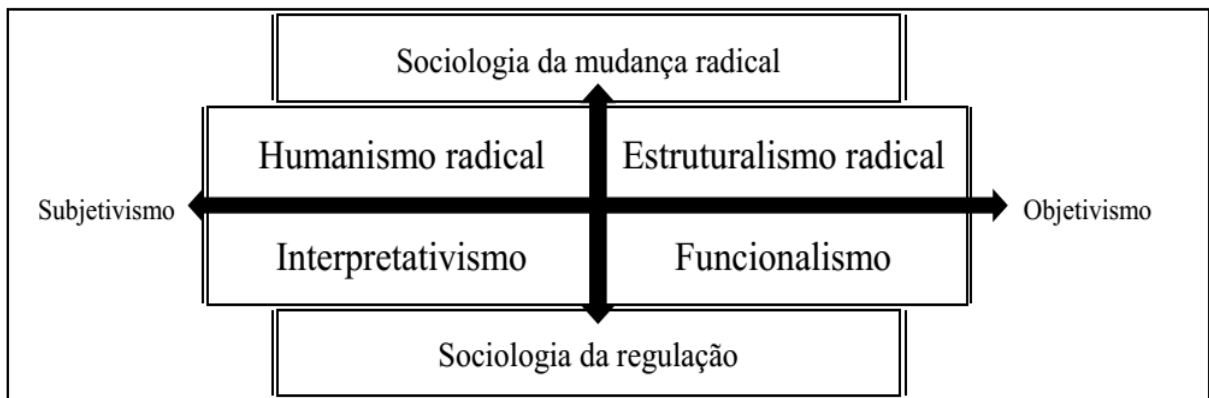 Sociologia da mudança radical
Humanismo radical
Estruturalismo radical
Subjetivismo
Objetivismo
Interpretativismo
Funcionalismo
Sociologia da regulação